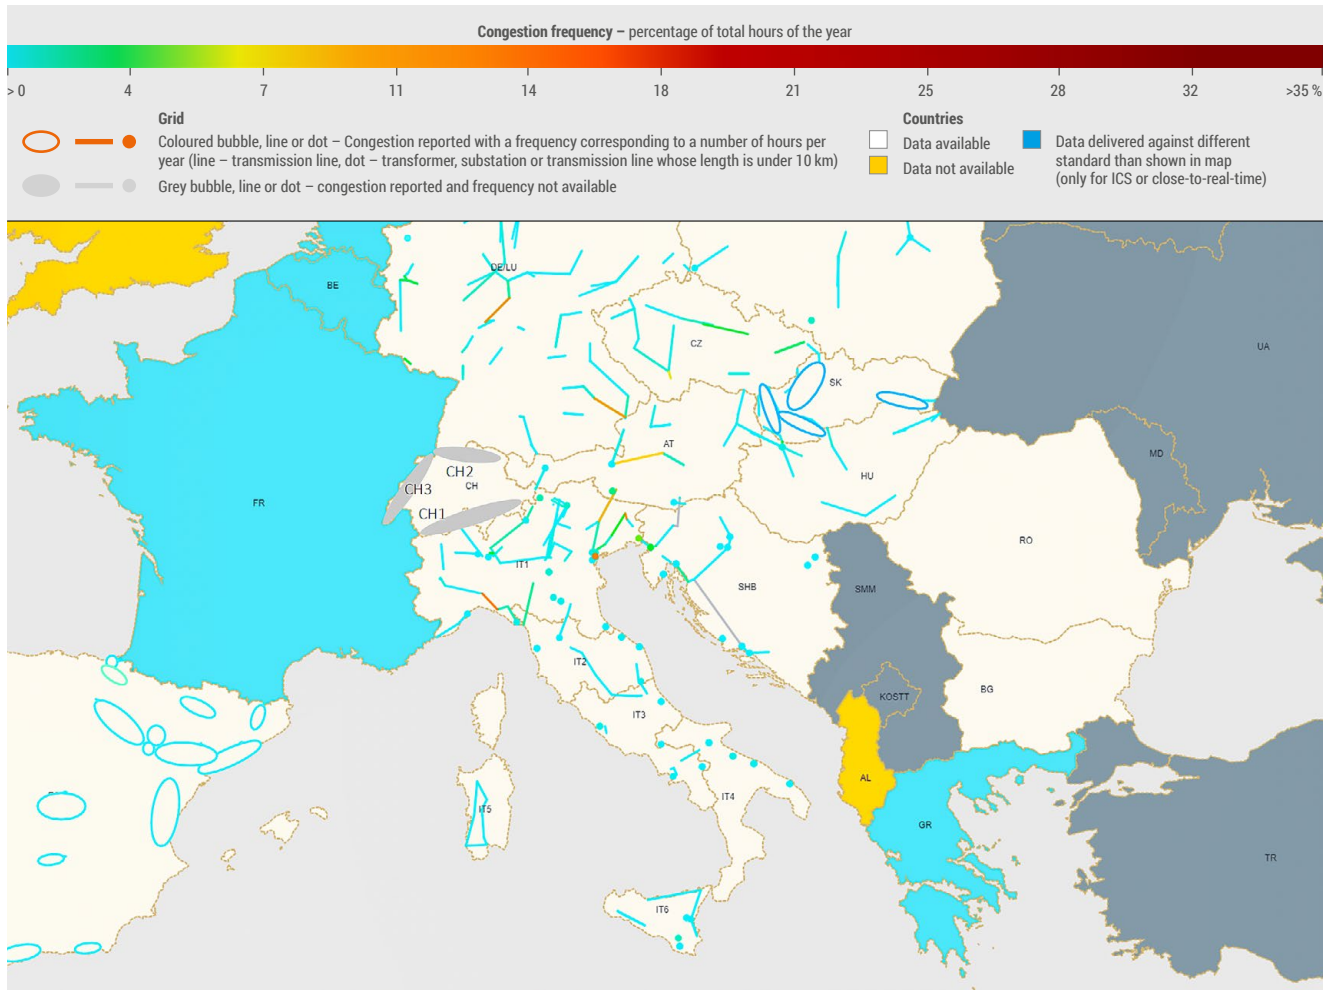 Congestion frequency – percentage of total hours of the year
> 0 4 7 11 14 18 21 25 28 32 >35 %
Grid
Coloured bubble, line or dot – Congestion reported with a frequency corresponding to a number of hours per
year (line – transmission line, dot – transformer, substation or transmission line whose length is under 10 km)
Grey bubble, line or dot – congestion reported and frequency not available
Countries
Data available
Data not available
Data delivered against different
standard than shown in map
(only for ICS or close-to-real-time)
DE/LU
BE
CZ
UA
SK
AT
MD
CH2
CH
HU
CH3
FR
CH1
RO
IT1
SHB
SMM
IT2
KOSTT
BG
IT3
AL
IT4
IT5
GR
TR
IT6